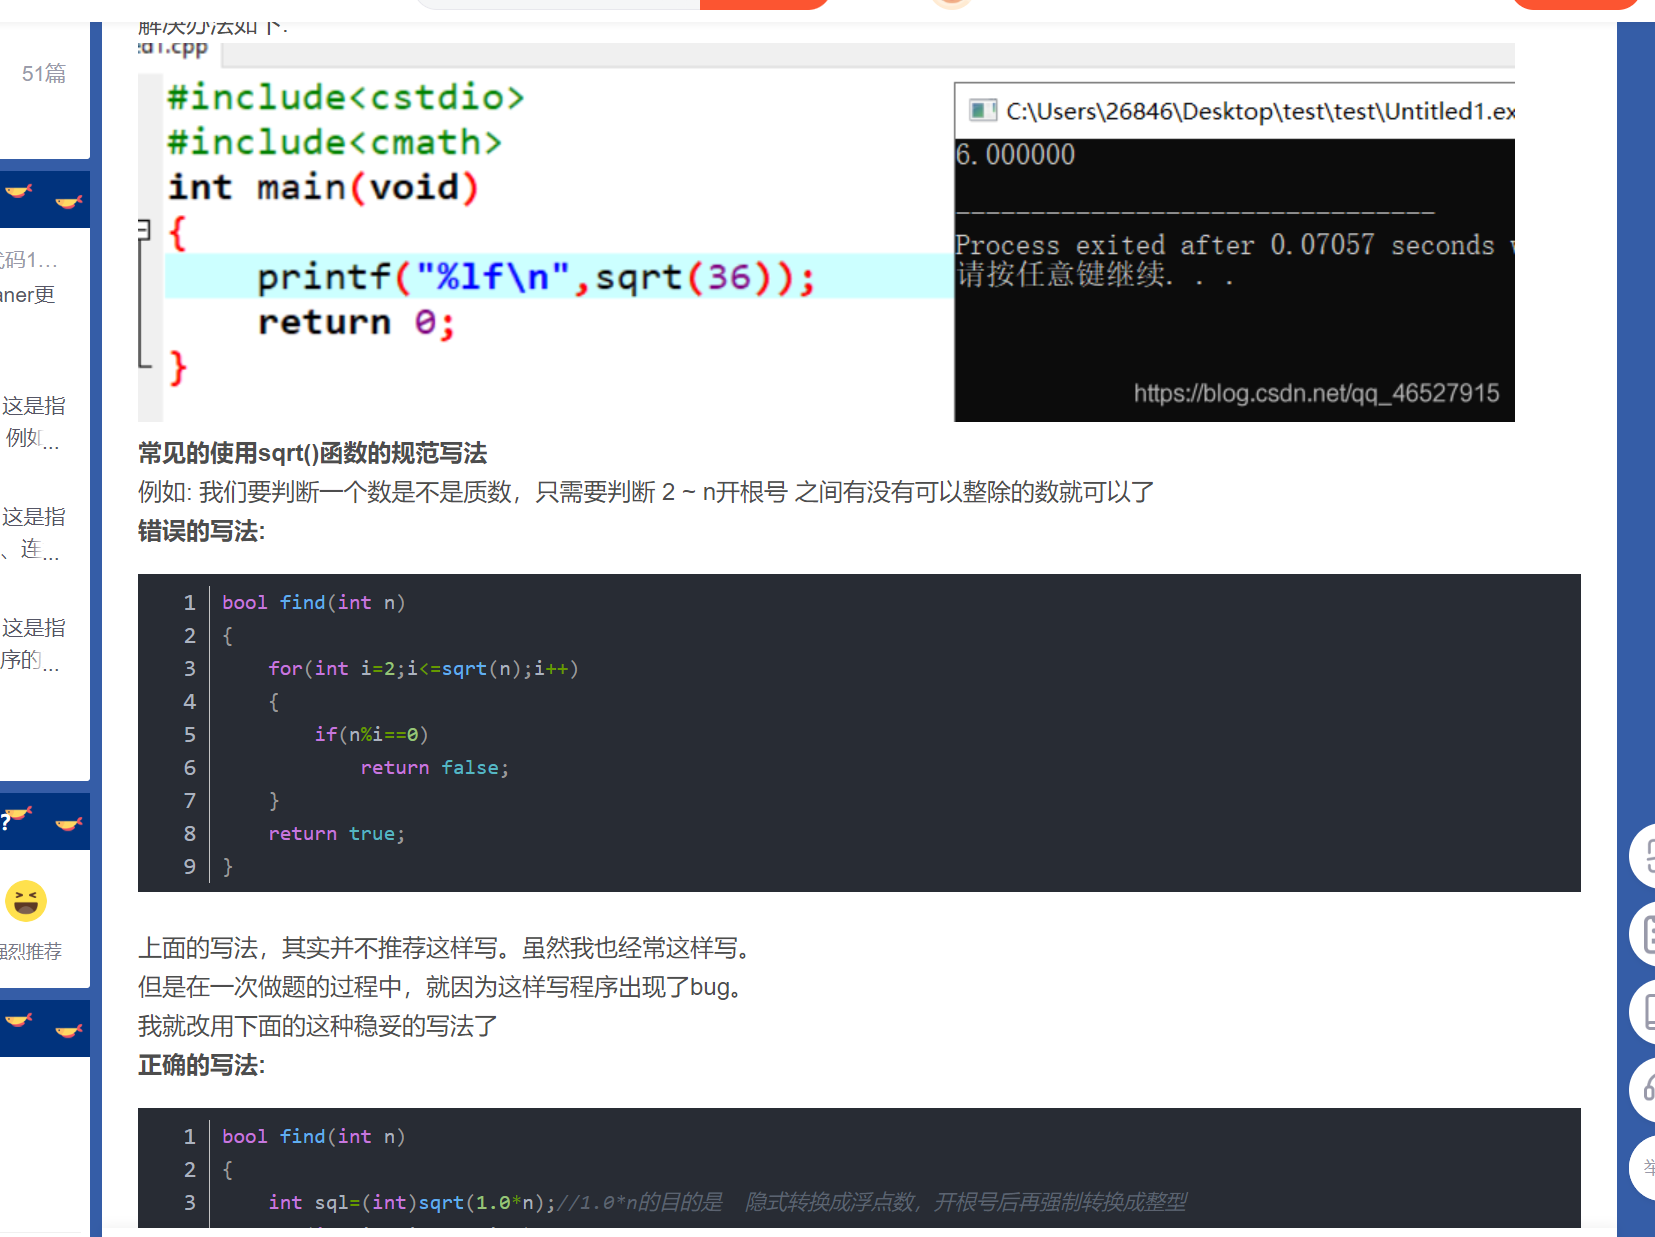 解决办法如下:
51篇
ed1.cpp
#include<cstdio>
#include<cmath>
int main(void)
{
printf("%lf\n",sqrt(36));
return 0;
}
C:\Users\26846\Desktop\test\test\Untitled1.ex
6.000000
--------------------------------
Process exited after 0.07057 seconds
请按任意键继续. . .
https://blog.csdn.net/qq_46527915
代码1...
aner更
这是指
例如...
这是指
、连...
这是指
序的...
?
强烈推荐
常见的使用sqrt()函数的规范写法
例如: 我们要判断一个数是不是质数，只需要判断 2 ~ n开根号 之间有没有可以整除的数就可以了
错误的写法:
1 bool find(int n)
2 {
3 for(int i=2;i<=sqrt(n);i++)
4 {
5 if(n%i==0)
6 return false;
7 }
8 return true;
9 }
上面的写法，其实并不推荐这样写。虽然我也经常这样写。
但是在一次做题的过程中，就因为这样写程序出现了bug。
我就改用下面的这种稳妥的写法了
正确的写法:
1 bool find(int n)
2 {
3 int sql=(int)sqrt(1.0*n);//1.0*n的目的是 隐式转换成浮点数，开根号后再强制转换成整型
举